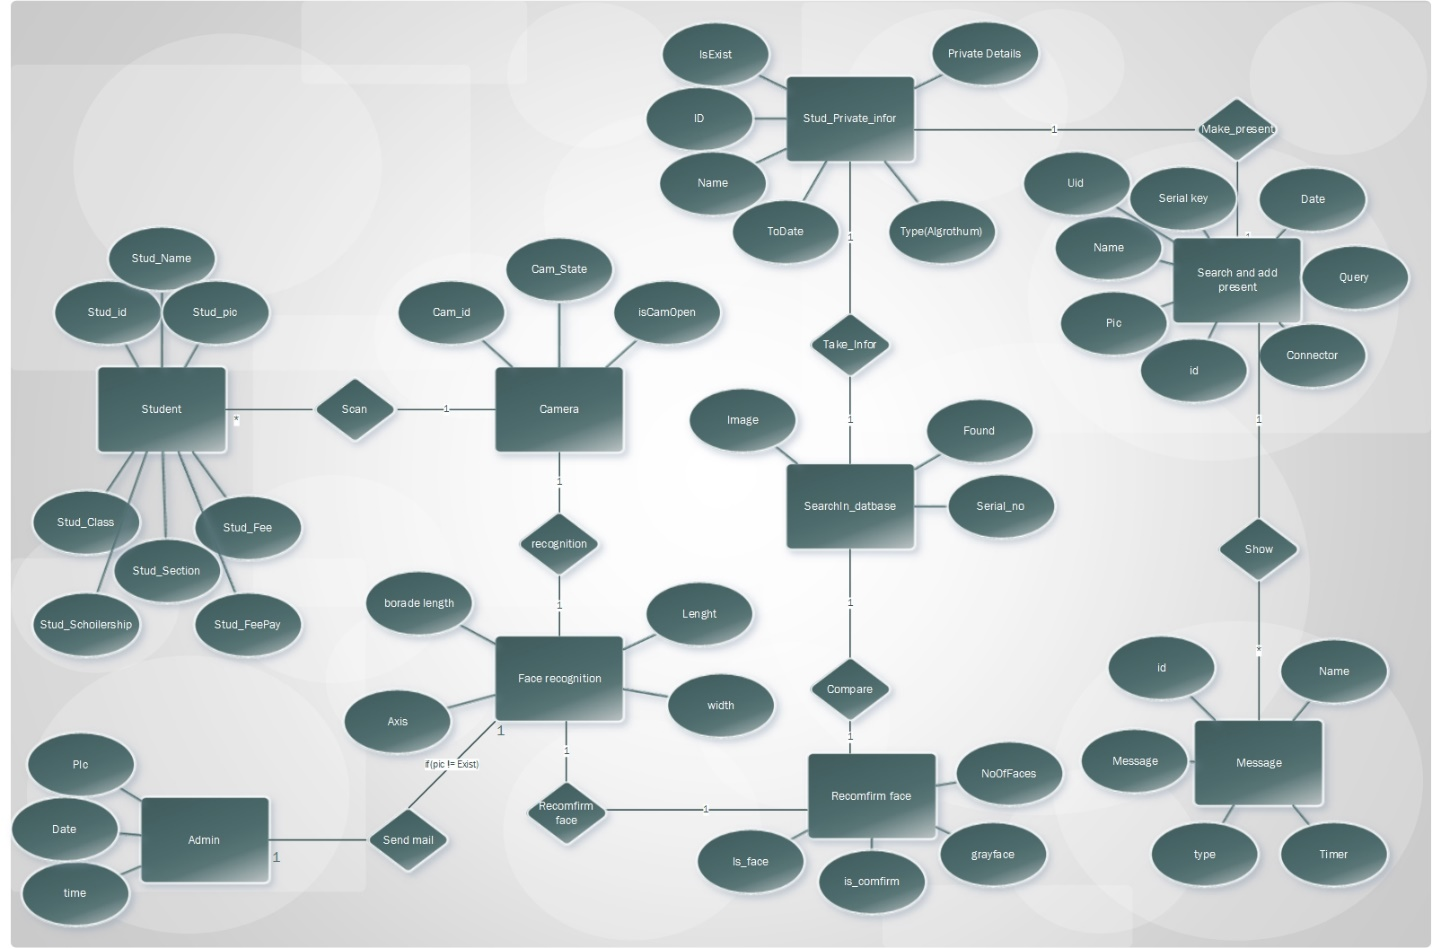 IsExist
Private Details
ID
Stud_Private_infor
1
Make_present
Name
Uid
Serial key
Date
ToDate
1
Type(Algrothum)
1
Name
Search and add
present
Query
Stud_Name
Cam_State
Stud_id
Stud_pic
Cam_id
isCamOpen
Pic
Take_Infor
id
Connector
Student
*
Scan
1
Camera
Image
1
Found
1
1
SearchIn_datbase
Serial_no
Stud_Class
Stud_Fee
recognition
Show
Stud_Section
borade length
1
1
Lenght
Stud_Schoilership
Stud_FeePay
*
id
Name
Face recognition
Compare
Axis
width
1
1
1
if(pic != Exist)
Pic
Message
Message
NoOfFaces
Recomfirm face
Recomfirm
face
1
Date
Admin
1
Send mail
Is_face
grayface
type
Timer
time
is_comfirm